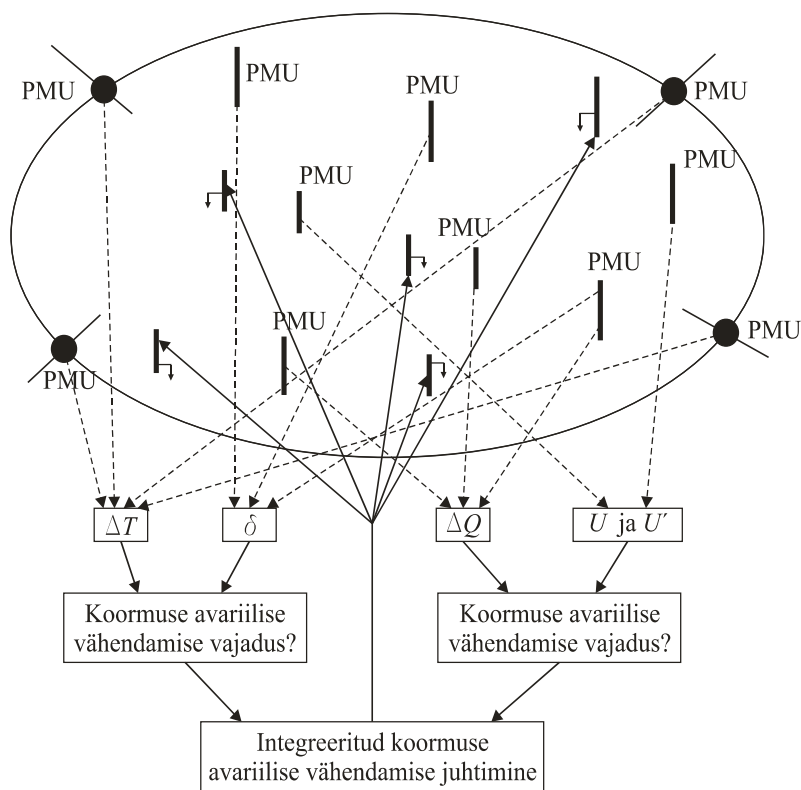 PMU
PMU
PMU
PMU
PMU
PMU
PMU
PMU
PMU
PMU
PMU
ΔT
δ
ΔQ
U ja U′
Koormuse avariilise
vähendamise vajadus?
Koormuse avariilise
vähendamise vajadus?
Integreeritud koormuse
avariilise vähendamise juhtimine